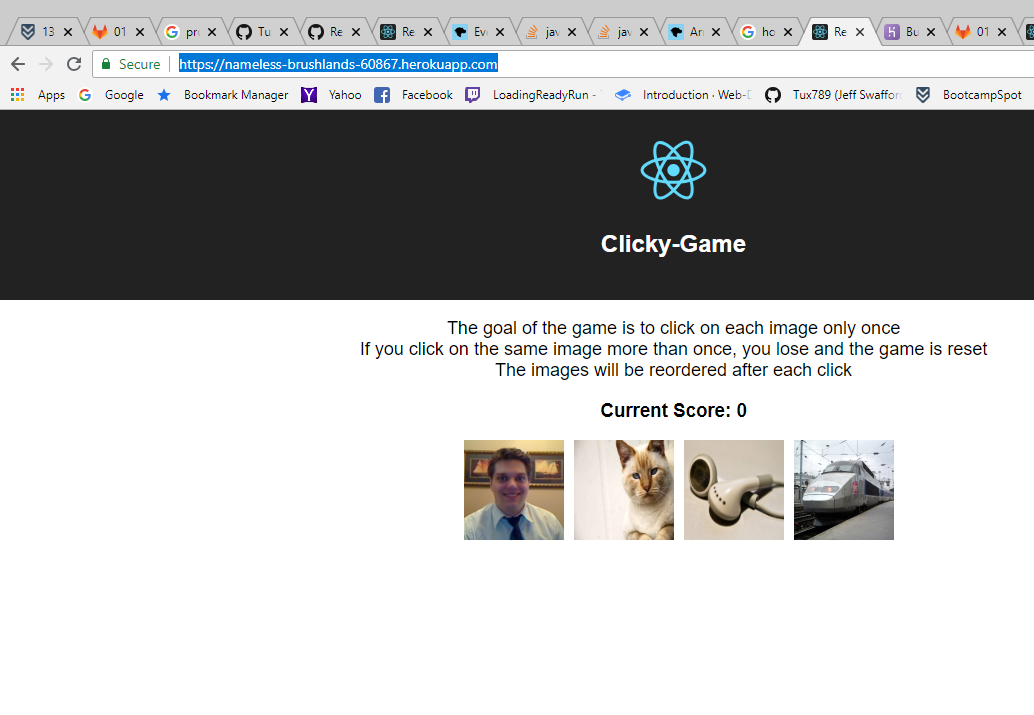 13
01
pro
Tu
Re
Re
Eve
jav
jav
Arr
ho
Re
Bu
01
Secure
https://nameless-brushlands-60867.herokuapp.com
Apps
Google
Bookmark Manager
Yahoo
Facebook
LoadingReadyRun -
Introduction · Web-D
Tux789 (Jeff Swafford
BootcampSpot
Clicky-Game
The goal of the game is to click on each image only once
If you click on the same image more than once, you lose and the game is reset
The images will be reordered after each click
Current Score: 0